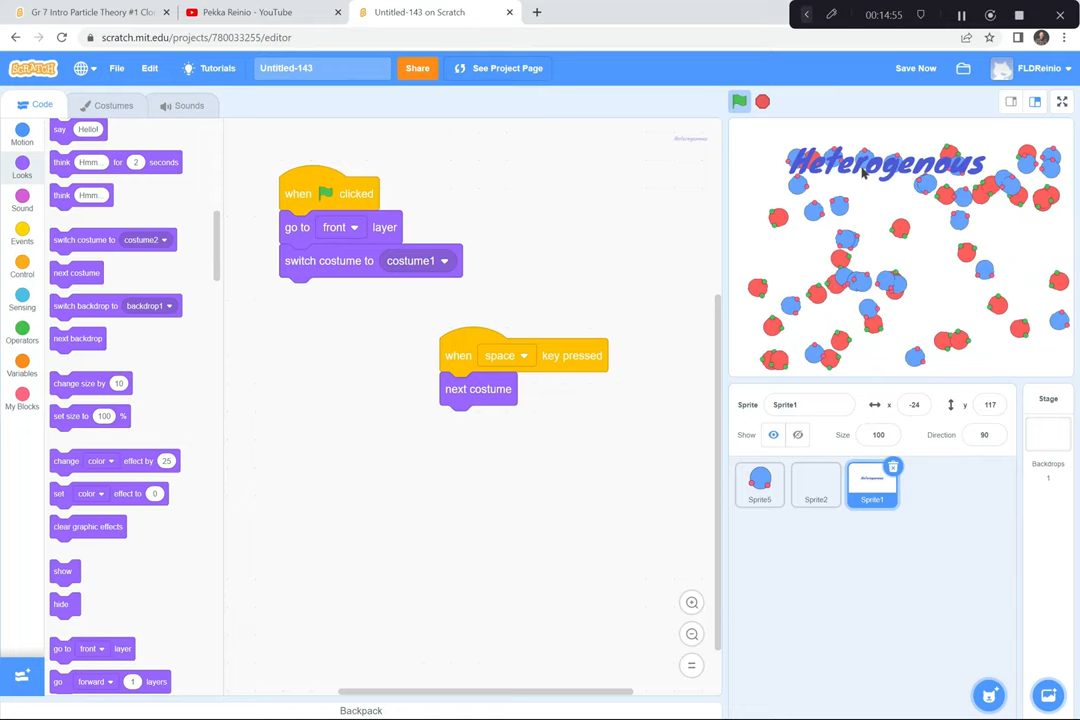 Gr 7 Intro Particle Theory #1 Clo
Pekka Reinio - YouTube
Untitled-143 on Scratch
00:14:55
scratch.mit.edu/projects/780033255/editor
SCRATCH
File
Edit
Tutorials
Untitled-143
Share
See Project Page
Save Now
FLDReinio
Code
Costumes
Sounds
Motion
Looks
Sound
Events
Control
Sensing
Operators
Variables
My Blocks
say Hello!
think Hmm... for 2 seconds
think Hmm...
switch costume to costume2
next costume
switch backdrop to backdrop1
next backdrop
change size by 10
set size to 100 %
change color effect by 25
set color effect to 0
clear graphic effects
show
hide
go to front layer
go forward 1 layers
Heterogenous
when clicked
go to front layer
switch costume to costume1
when space key pressed
next costume
Backpack
Heterogenous
Sprite Sprite1 x -24 y 117
Show Size 100 Direction 90
Sprite5
Sprite2
Heterogenous
Sprite1
Stage
Backdrops
1